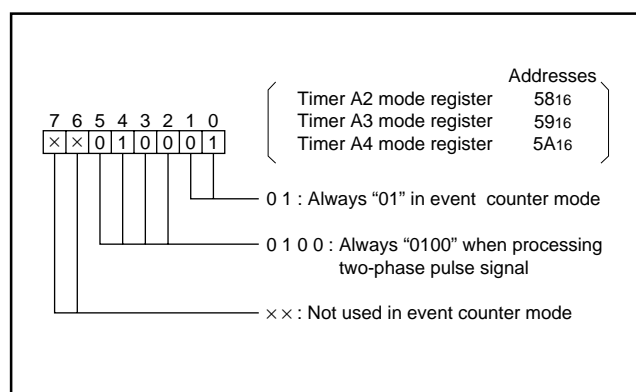 Addresses
Timer A2 mode register 5816
Timer A3 mode register 5916
Timer A4 mode register 5A16
7 6 5 4 3 2 1 0
× × 0 1 0 0 0 1
0 1 : Always “01” in event counter mode
0 1 0 0 : Always “0100” when processing
two-phase pulse signal
× × : Not used in event counter mode